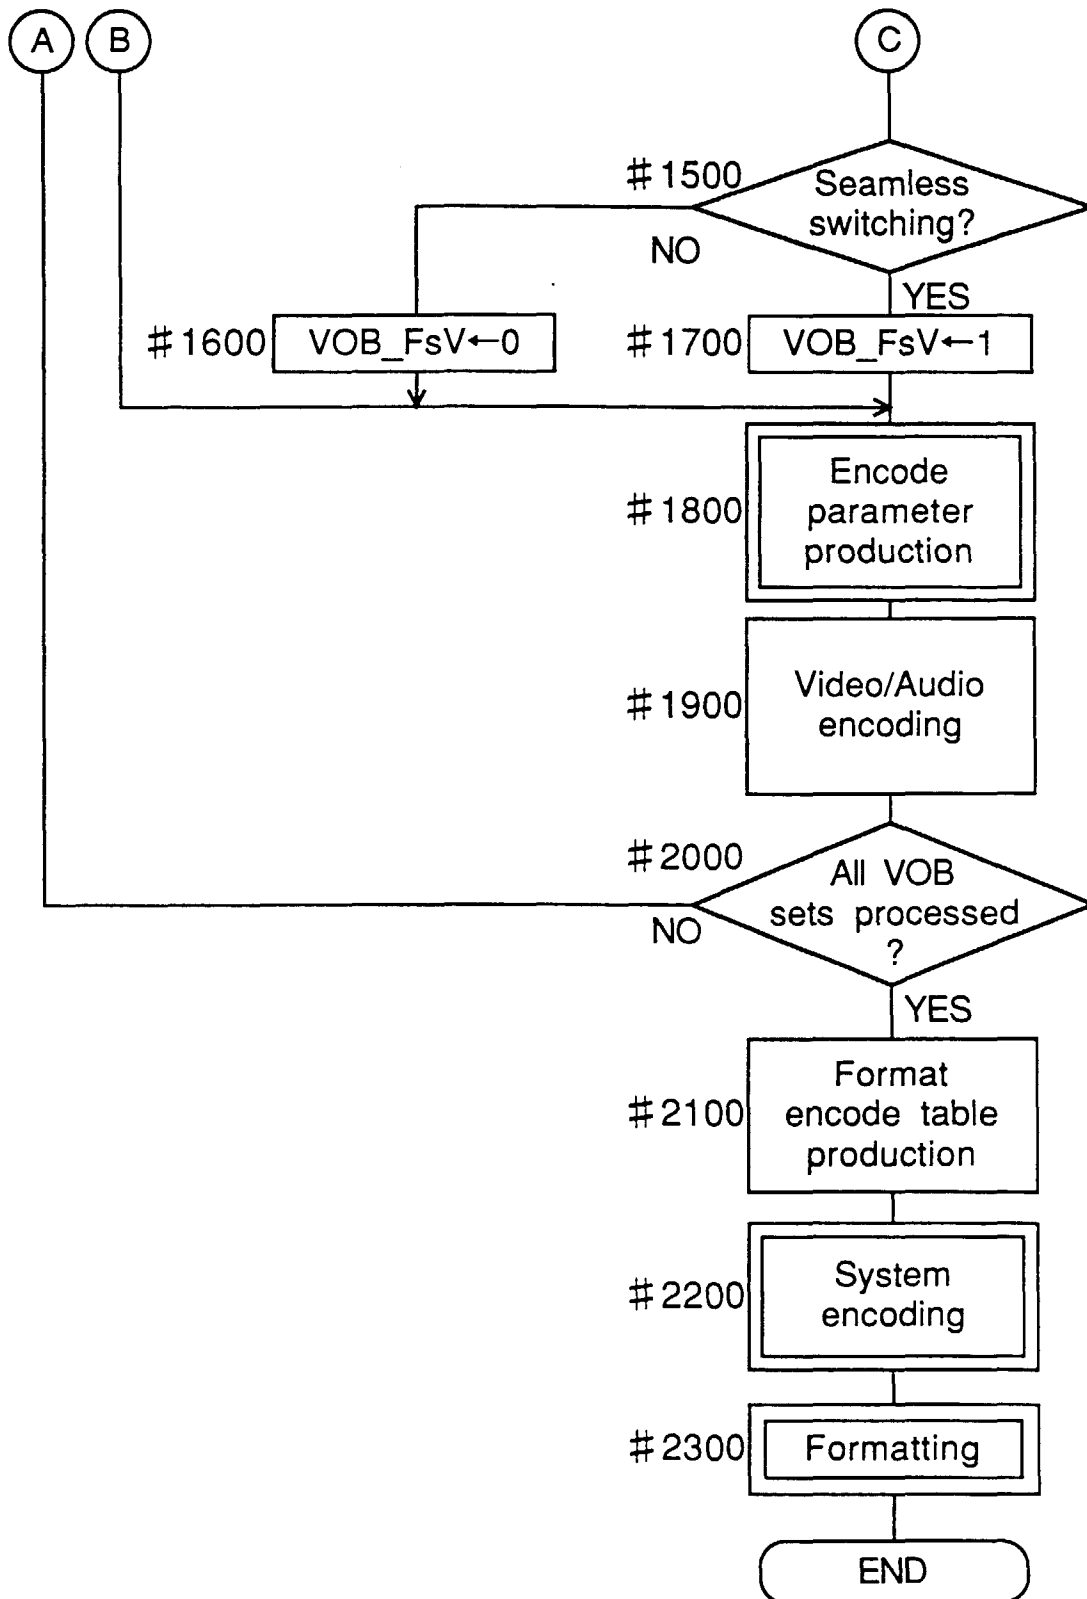 A B C
#1500
Seamless
switching?
NO
YES
#1600 VOB_FsV←0
#1700 VOB_FsV←1
#1800
Encode
parameter
production
#1900
Video/Audio
encoding
#2000
All VOB
sets processed
?
NO
YES
#2100
Format
encode table
production
#2200
System
encoding
#2300 Formatting
END